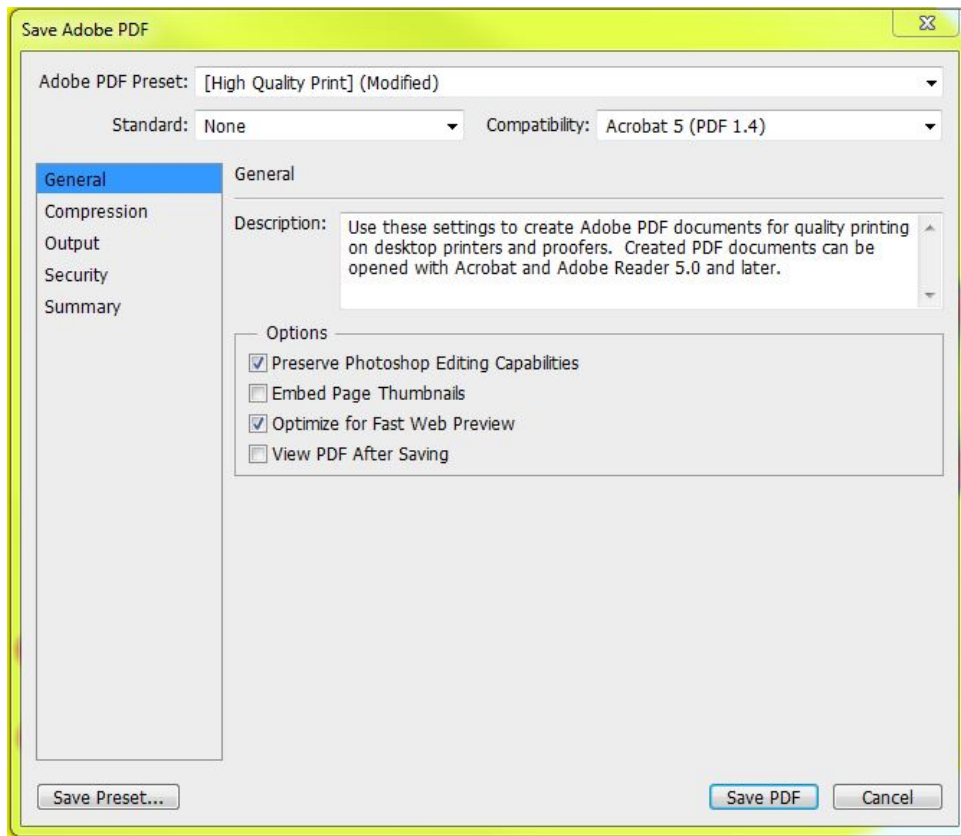 Save Adobe PDF
Adobe PDF Preset: [High Quality Print] (Modified)
Standard: None Compatibility: Acrobat 5 (PDF 1.4)
General
Compression
Output
Security
Summary
General
Description: Use these settings to create Adobe PDF documents for quality printing
on desktop printers and proofers. Created PDF documents can be
opened with Acrobat and Adobe Reader 5.0 and later.
Options
Preserve Photoshop Editing Capabilities
Embed Page Thumbnails
Optimize for Fast Web Preview
View PDF After Saving
Save Preset... Save PDF Cancel